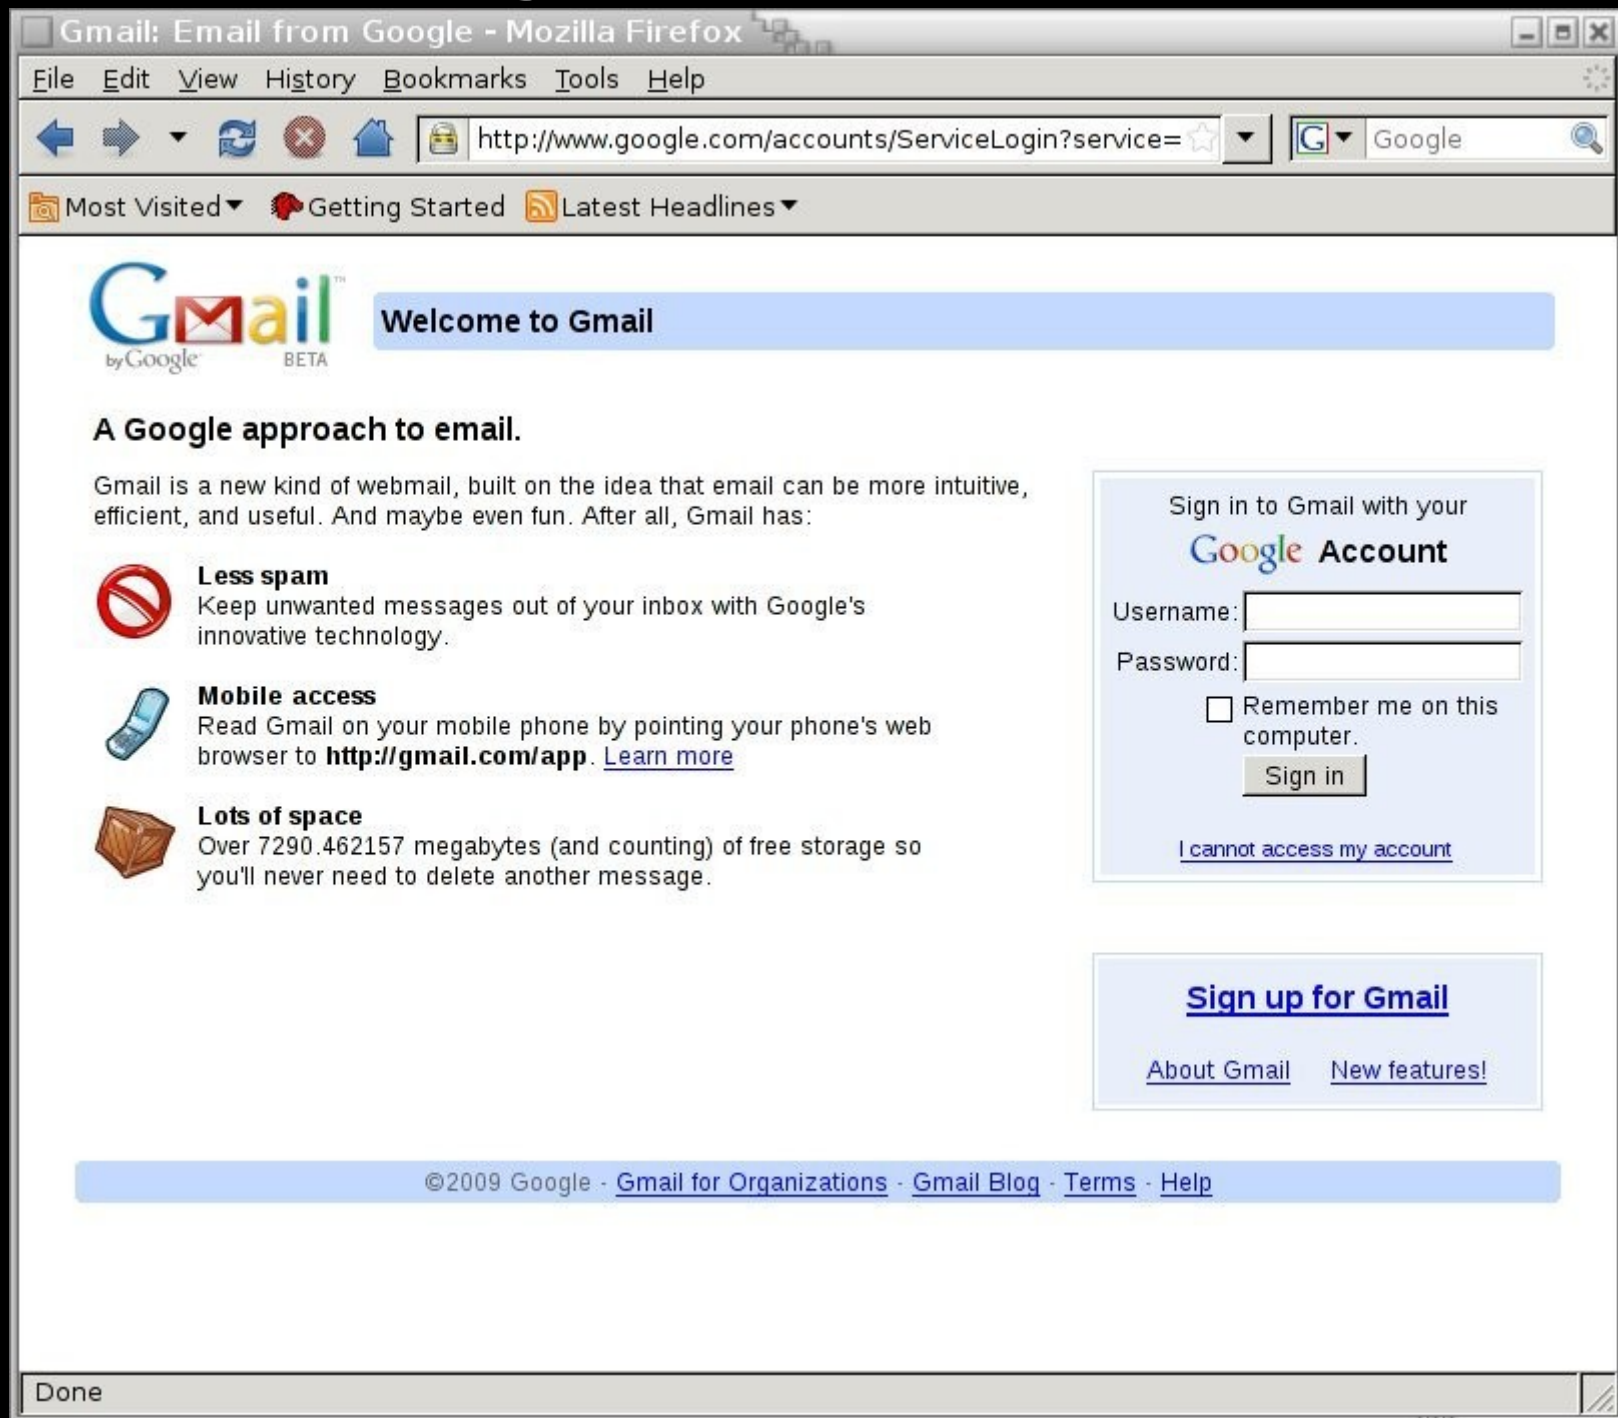 Gmail: Email from Google - Mozilla Firefox
File Edit View History Bookmarks Tools Help
http://www.google.com/accounts/ServiceLogin?service= G Google
Most Visited Getting Started Latest Headlines
Gmail™
by Google BETA
Welcome to Gmail
A Google approach to email.
Gmail is a new kind of webmail, built on the idea that email can be more intuitive,
efficient, and useful. And maybe even fun. After all, Gmail has:
Less spam
Keep unwanted messages out of your inbox with Google's
innovative technology.
Mobile access
Read Gmail on your mobile phone by pointing your phone's web
browser to http://gmail.com/app. Learn more
Lots of space
Over 7290.462157 megabytes (and counting) of free storage so
you'll never need to delete another message.
Sign in to Gmail with your
Google Account
Username:
Password:
Remember me on this
computer.
Sign in
I cannot access my account
Sign up for Gmail
About Gmail New features!
©2009 Google - Gmail for Organizations - Gmail Blog - Terms - Help
Done